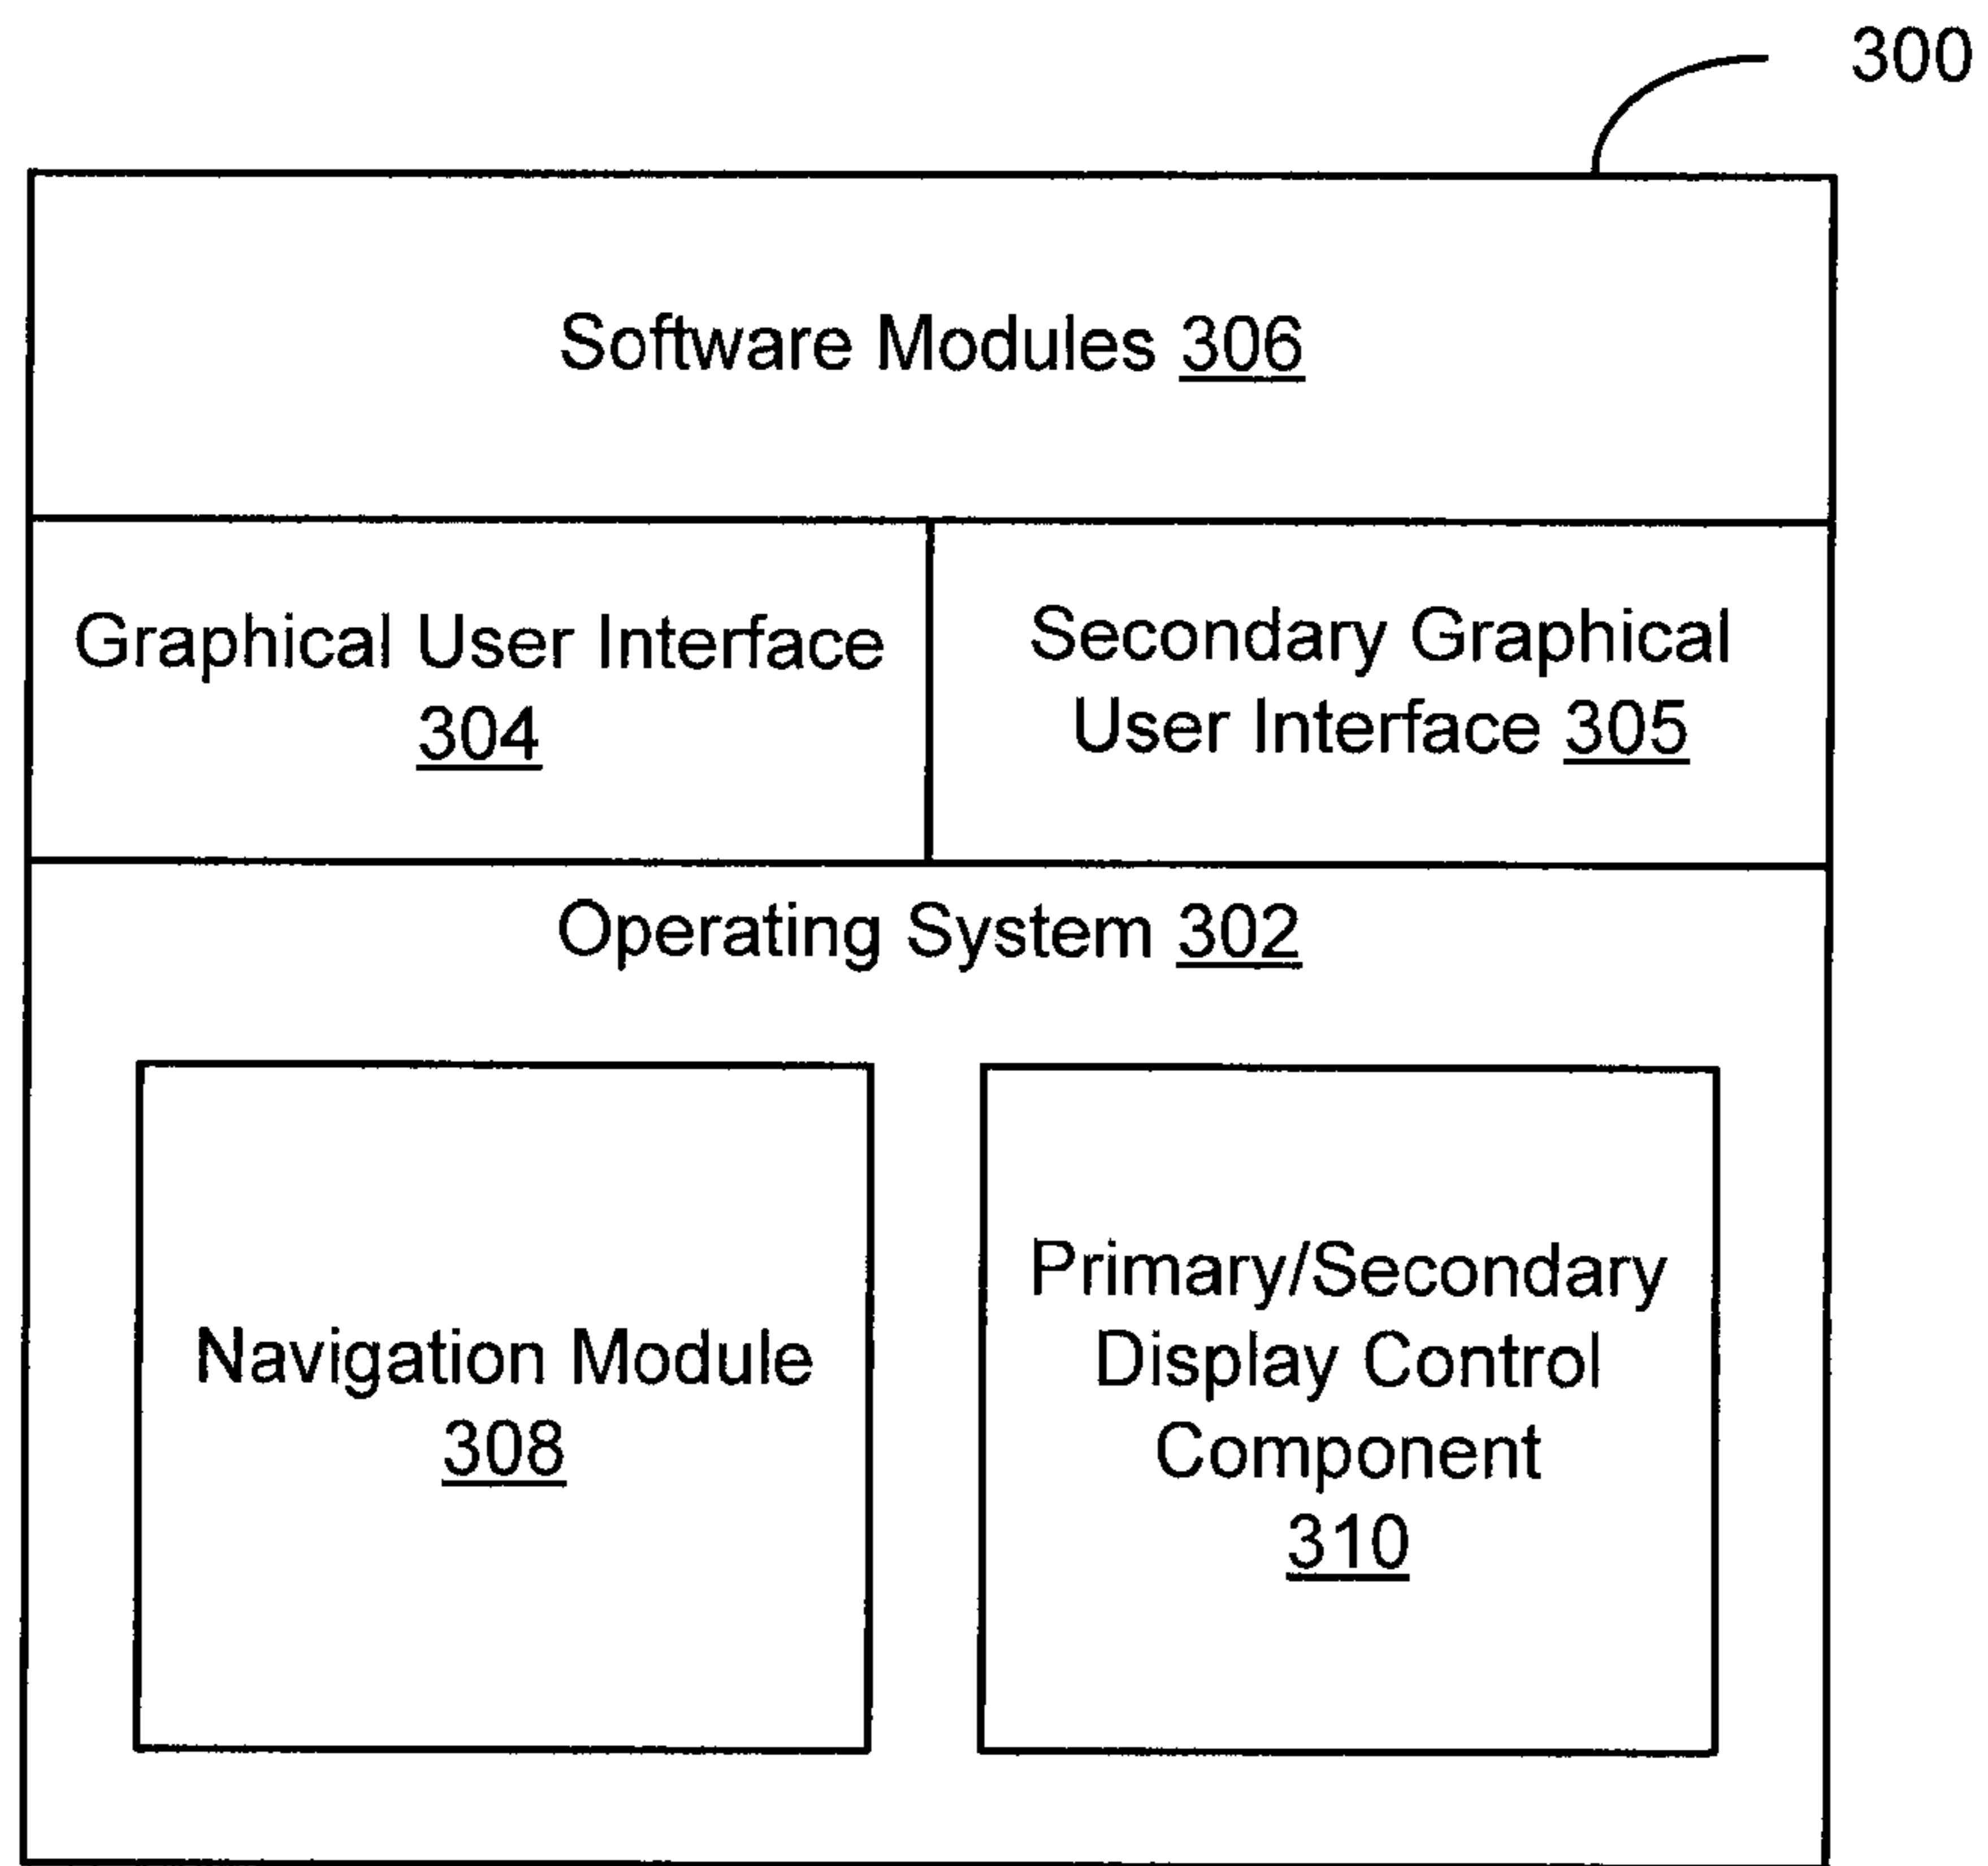 300
Software Modules 306
Graphical User Interface
304
Secondary Graphical
User Interface 305
Operating System 302
Navigation Module
308
Primary/Secondary
Display Control
Component
310